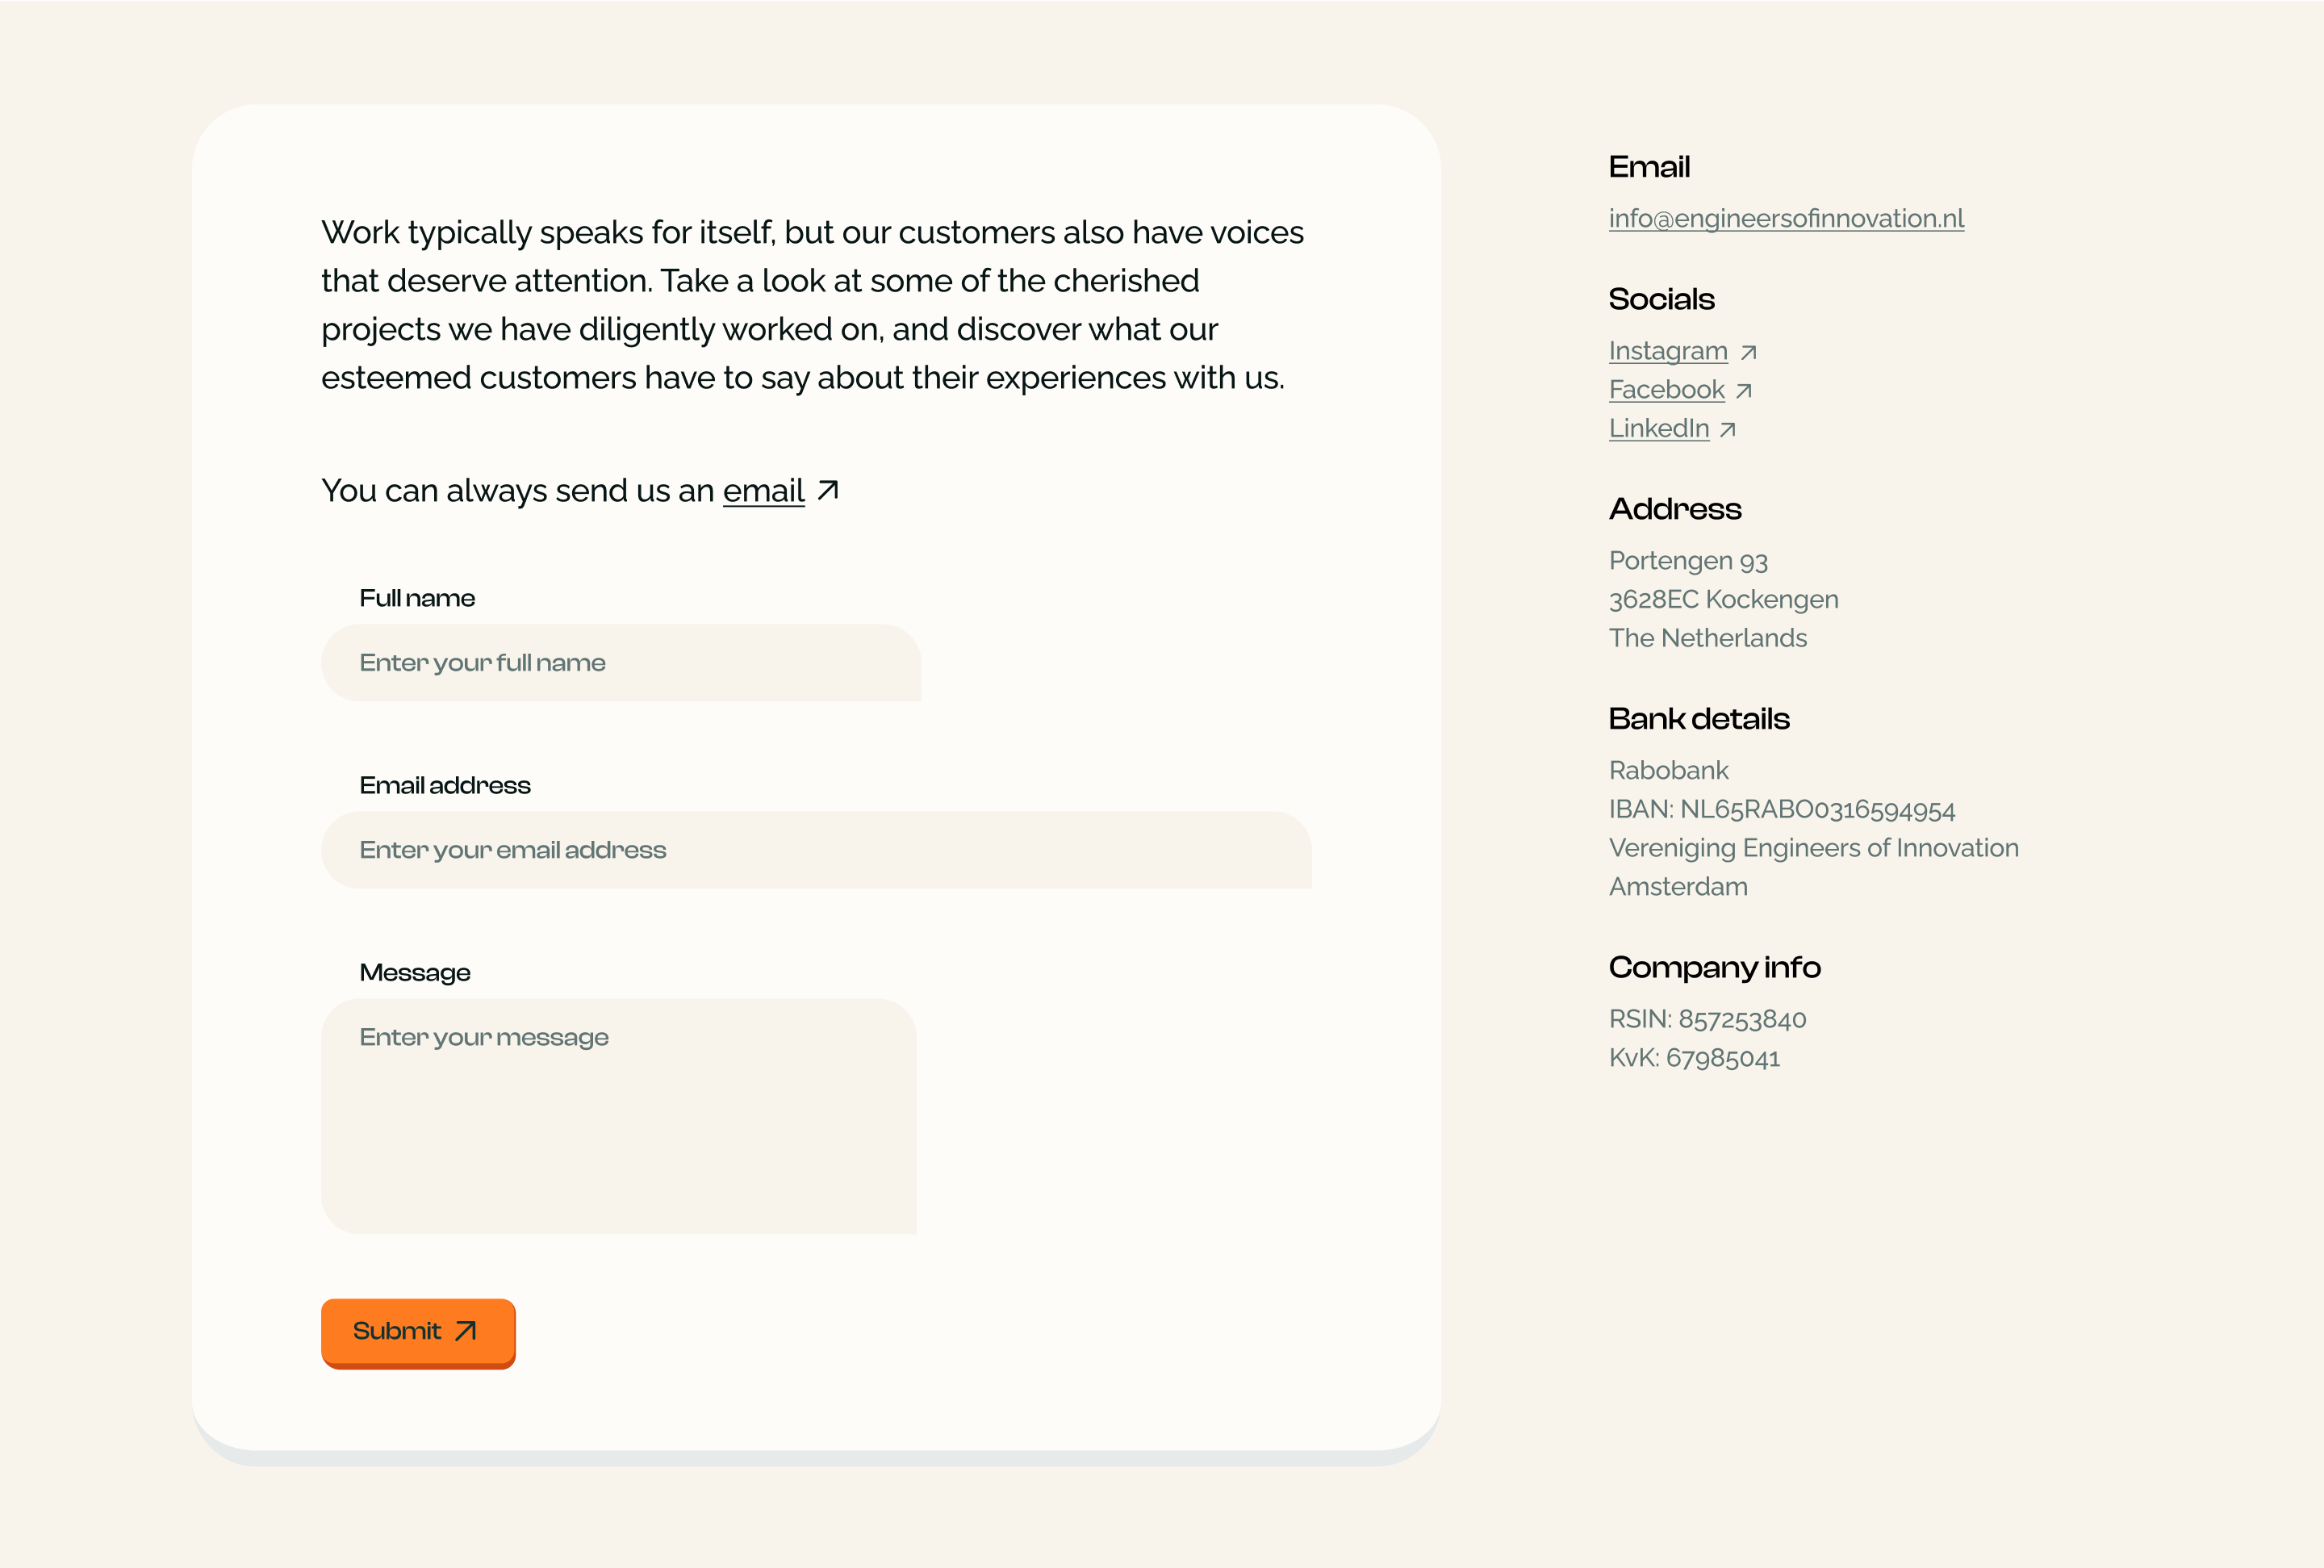 Work typically speaks for itself, but our customers also have voices
that deserve attention. Take a look at some of the cherished
projects we have diligently worked on, and discover what our
esteemed customers have to say about their experiences with us.
You can always send us an email
Full name
Enter your full name
Email address
Enter your email address
Message
Enter your message
Submit
Email
info@engineersofinnovation.nl
Socials
Instagram
Facebook
LinkedIn
Address
Portengen 93
3628EC Kockengen
The Netherlands
Bank details
Rabobank
IBAN: NL65RABO0316594954
Vereniging Engineers of Innovation
Amsterdam
Company info
RSIN: 857253840
KvK: 67985041